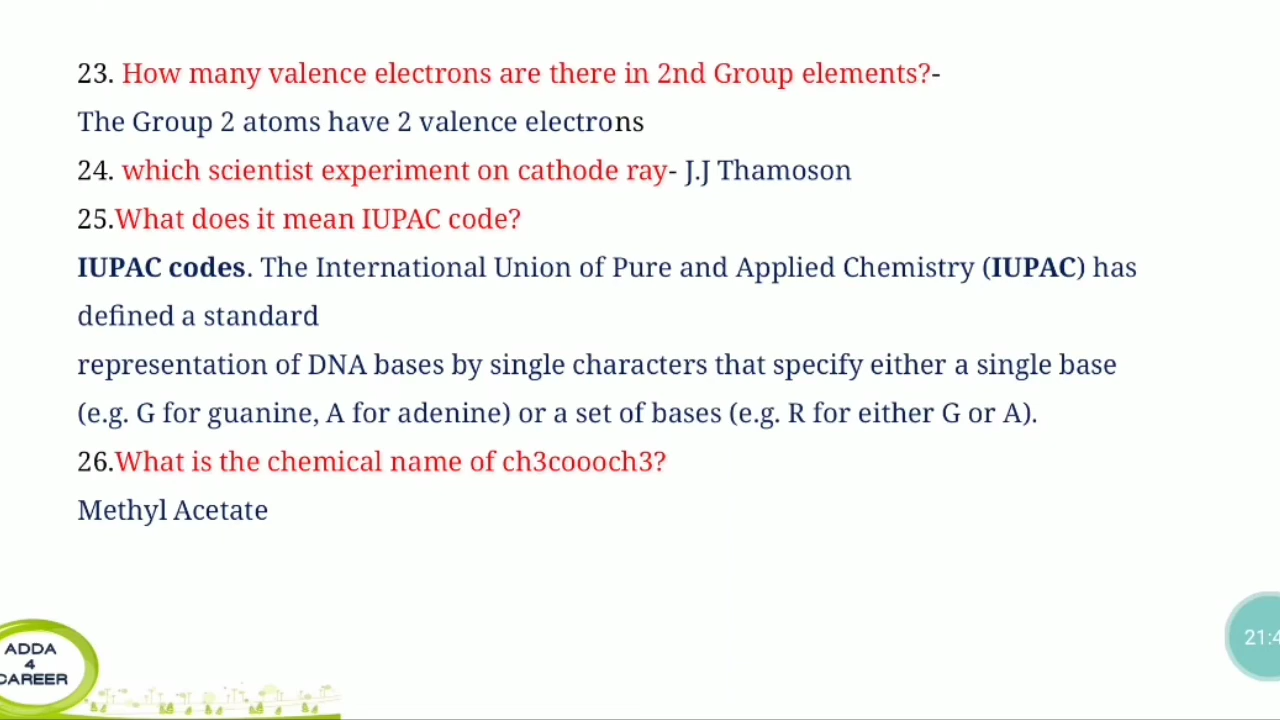 23. How many valence electrons are there in 2nd Group elements?-
The Group 2 atoms have 2 valence electrons
24. which scientist experiment on cathode ray- J.J Thamoson
25.What does it mean IUPAC code?
IUPAC codes. The International Union of Pure and Applied Chemistry (IUPAC) has
defined a standard
representation of DNA bases by single characters that specify either a single base
(e.g. G for guanine, A for adenine) or a set of bases (e.g. R for either G or A).
26.What is the chemical name of ch3coooch3?
Methyl Acetate
ADDA
4
CAREER
21:4